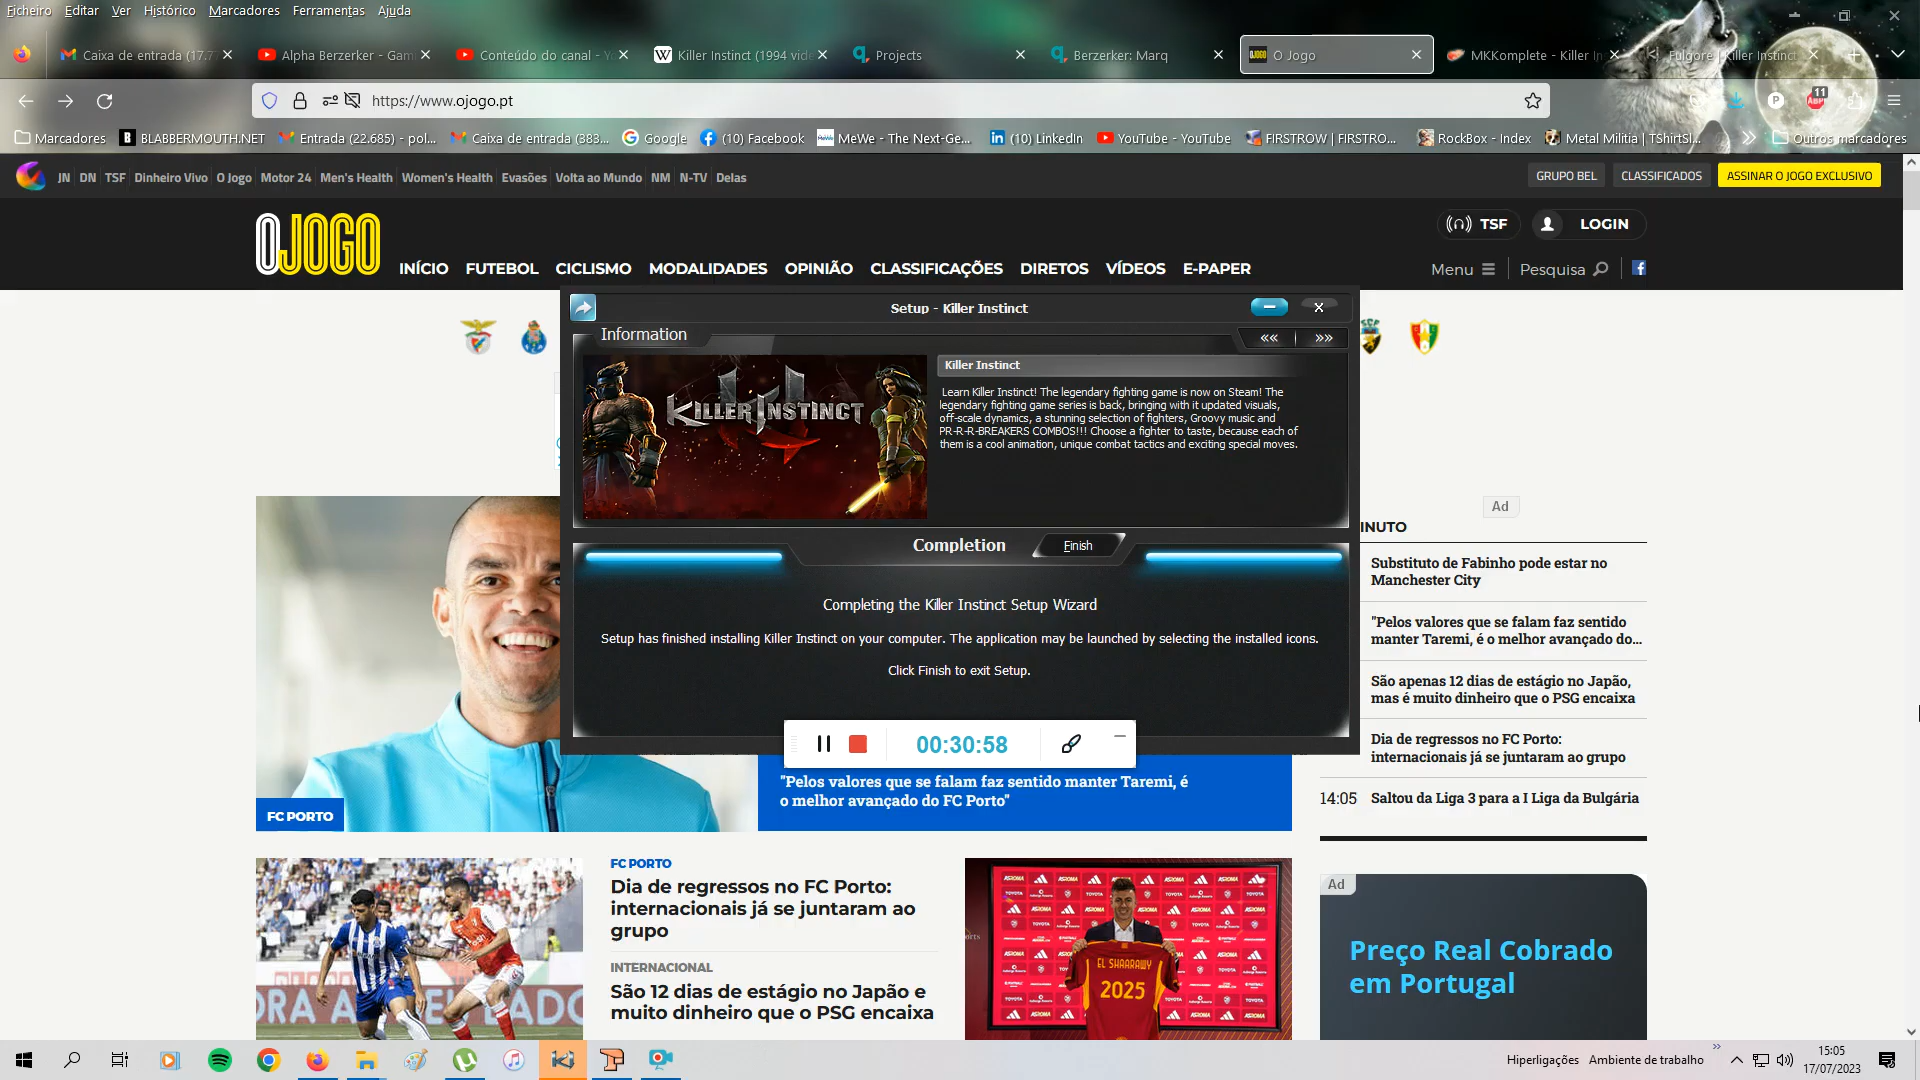 Ficheiro Editar Ver Histórico Marcadores Ferramentas Ajuda
Caixa de entrada (17.7
Alpha Berzerker - Gam
Conteúdo do canal - Yo
Killer Instinct (1994 vide
Projects
Berzerker: Marq
O Jogo
MKKomplete - Killer In
Fulgore | Killer Instinct
https://www.ojogo.pt
11
Marcadores
BLABBERMOUTH.NET
Entrada (22.685) - pol...
Caixa de entrada (383...
Google
(10) Facebook
MeWe - The Next-Ge...
(10) LinkedIn
YouTube - YouTube
FIRSTROW | FIRSTRO...
RockBox - Index
Metal Militia | TShirtSl...
Outros marcadores
JN DN TSF Dinheiro Vivo O Jogo Motor 24 Men's Health Women's Health Evasões Volta ao Mundo NM N-TV Delas
GRUPO BEL
CLASSIFICADOS
ASSINAR O JOGO EXCLUSIVO
O JOGO
TSF
LOGIN
INÍCIO FUTEBOL CICLISMO MODALIDADES OPINIÃO CLASSIFICAÇÕES DIRETOS VÍDEOS E-PAPER
Menu
Pesquisa
Setup - Killer Instinct
Information
«« | »»
KILLER INSTINCT
Killer Instinct
Learn Killer Instinct! The legendary fighting game is now on Steam! The
legendary fighting game series is back, bringing with it updated visuals,
off-scale dynamics, a stunning selection of fighters, Groovy music and
PR-R-R-BREAKERS COMBOS!!! Choose a fighter to taste, because each of
them is a cool animation, unique combat tactics and exciting special moves.
Completion
Finish
Completing the Killer Instinct Setup Wizard
Setup has finished installing Killer Instinct on your computer. The application may be launched by selecting the installed icons.
Click Finish to exit Setup.
00:30:58
Ad
INUTO
Substituto de Fabinho pode estar no
Manchester City
"Pelos valores que se falam faz sentido
manter Taremi, é o melhor avançado do...
São apenas 12 dias de estágio no Japão,
mas é muito dinheiro que o PSG encaixa
Dia de regressos no FC Porto:
internacionais já se juntaram ao grupo
14:05 Saltou da Liga 3 para a I Liga da Bulgária
FC PORTO
"Pelos valores que se falam faz sentido manter Taremi, é
o melhor avançado do FC Porto"
FC PORTO
Dia de regressos no FC Porto:
internacionais já se juntaram ao
grupo
INTERNACIONAL
São 12 dias de estágio no Japão e
muito dinheiro que o PSG encaixa
EL SHAARAWY
2025
Ad
Preço Real Cobrado
em Portugal
Hiperligações Ambiente de trabalho
15:05
17/07/2023